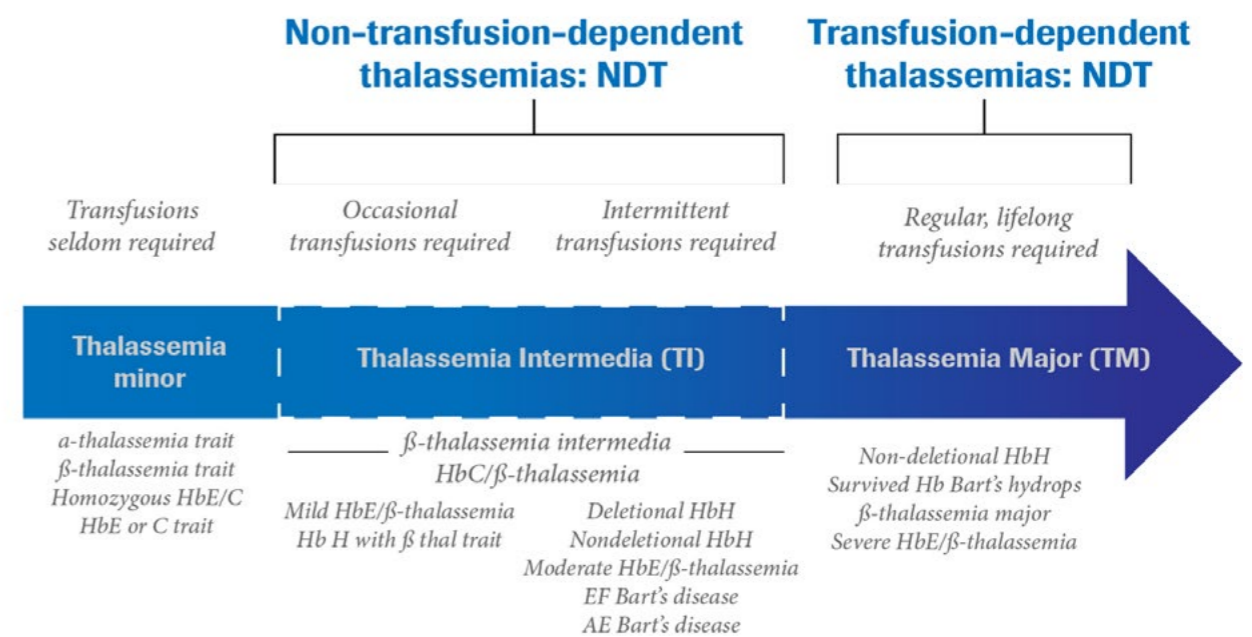 Non-transfusion-dependent
thalassemias: NDT
Transfusion-dependent
thalassemias: NDT
Transfusions
seldom required
Occasional
transfusions required
Intermittent
transfusions required
Regular, lifelong
transfusions required
Thalassemia
minor
Thalassemia Intermedia (TI)
Thalassemia Major (TM)
a-thalassemia trait
ß-thalassemia trait
Homozygous HbE/C
HbE or C trait
ß-thalassemia intermedia
HbC/ß-thalassemia
Mild HbE/ß-thalassemia
Hb H with ß thal trait
Deletional HbH
Nondeletional HbH
Moderate HbE/ß-thalassemia
EF Bart's disease
AE Bart's disease
Non-deletional HbH
Survived Hb Bart's hydrops
ß-thalassemia major
Severe HbE/ß-thalassemia